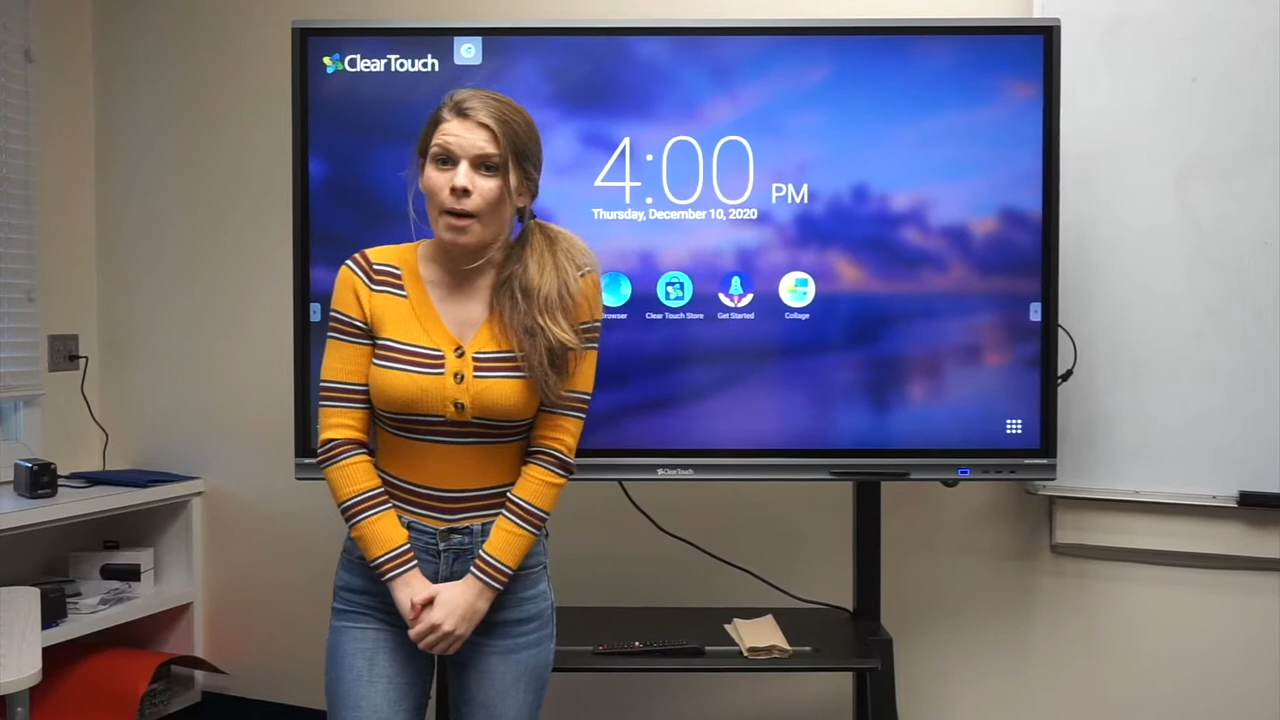 ClearTouch
4:00 PM
Thursday, December 10, 2020
rowser
Clear Touch Store
Get Started
Collage
ClearTouch